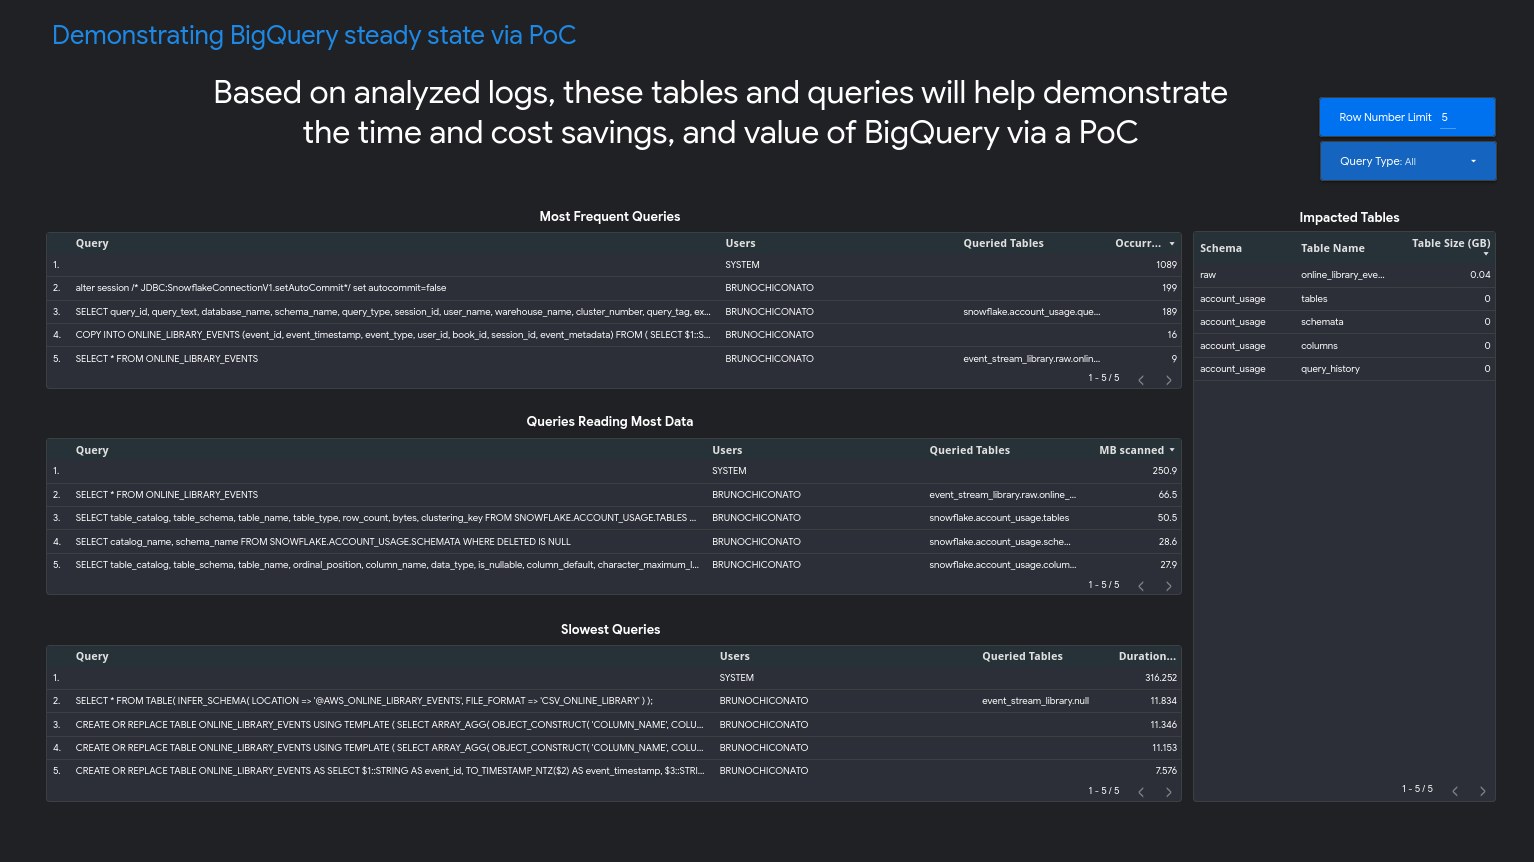 Demonstrating BigQuery steady state via PoC
Based on analyzed logs, these tables and queries will help demonstrate
the time and cost savings, and value of BigQuery via a PoC
Row Number Limit 5
Query Type: All
Most Frequent Queries
Query Users Queried Tables Occurr...
1. SYSTEM 1089
2. alter session /* JDBC:SnowflakeConnectionV1.setAutoCommit*/ set autocommit=false BRUNOCHICONATO 199
3. SELECT query_id, query_text, database_name, schema_name, query_type, session_id, user_name, warehouse_name, cluster_number, query_tag, ex... BRUNOCHICONATO snowflake.account_usage.que... 189
4. COPY INTO ONLINE_LIBRARY_EVENTS (event_id, event_timestamp, event_type, user_id, book_id, session_id, event_metadata) FROM ( SELECT $1::S... BRUNOCHICONATO 16
5. SELECT * FROM ONLINE_LIBRARY_EVENTS BRUNOCHICONATO event_stream_library.raw.onlin... 9
1 - 5 / 5
Impacted Tables
Schema Table Name Table Size (GB)
raw online_library_eve... 0.04
account_usage tables 0
account_usage schemata 0
account_usage columns 0
account_usage query_history 0
1 - 5 / 5
Queries Reading Most Data
Query Users Queried Tables MB scanned
1. SYSTEM 250.9
2. SELECT * FROM ONLINE_LIBRARY_EVENTS BRUNOCHICONATO event_stream_library.raw.online_... 66.5
3. SELECT table_catalog, table_schema, table_name, table_type, row_count, bytes, clustering_key FROM SNOWFLAKE.ACCOUNT_USAGE.TABLES ... BRUNOCHICONATO snowflake.account_usage.tables 50.5
4. SELECT catalog_name, schema_name FROM SNOWFLAKE.ACCOUNT_USAGE.SCHEMATA WHERE DELETED IS NULL BRUNOCHICONATO snowflake.account_usage.sche... 28.6
5. SELECT table_catalog, table_schema, table_name, ordinal_position, column_name, data_type, is_nullable, column_default, character_maximum_l... BRUNOCHICONATO snowflake.account_usage.colum... 27.9
1 - 5 / 5
Slowest Queries
Query Users Queried Tables Duration...
1. SYSTEM 316.252
2. SELECT * FROM TABLE( INFER_SCHEMA( LOCATION => '@AWS_ONLINE_LIBRARY_EVENTS', FILE_FORMAT => 'CSV_ONLINE_LIBRARY' ) ); BRUNOCHICONATO event_stream_library.null 11.834
3. CREATE OR REPLACE TABLE ONLINE_LIBRARY_EVENTS USING TEMPLATE ( SELECT ARRAY_AGG( OBJECT_CONSTRUCT( 'COLUMN_NAME', COLU... BRUNOCHICONATO 11.346
4. CREATE OR REPLACE TABLE ONLINE_LIBRARY_EVENTS USING TEMPLATE ( SELECT ARRAY_AGG( OBJECT_CONSTRUCT( 'COLUMN_NAME', COLU... BRUNOCHICONATO 11.153
5. CREATE OR REPLACE TABLE ONLINE_LIBRARY_EVENTS AS SELECT $1::STRING AS event_id, TO_TIMESTAMP_NTZ($2) AS event_timestamp, $3::STRI... BRUNOCHICONATO 7.576
1 - 5 / 5